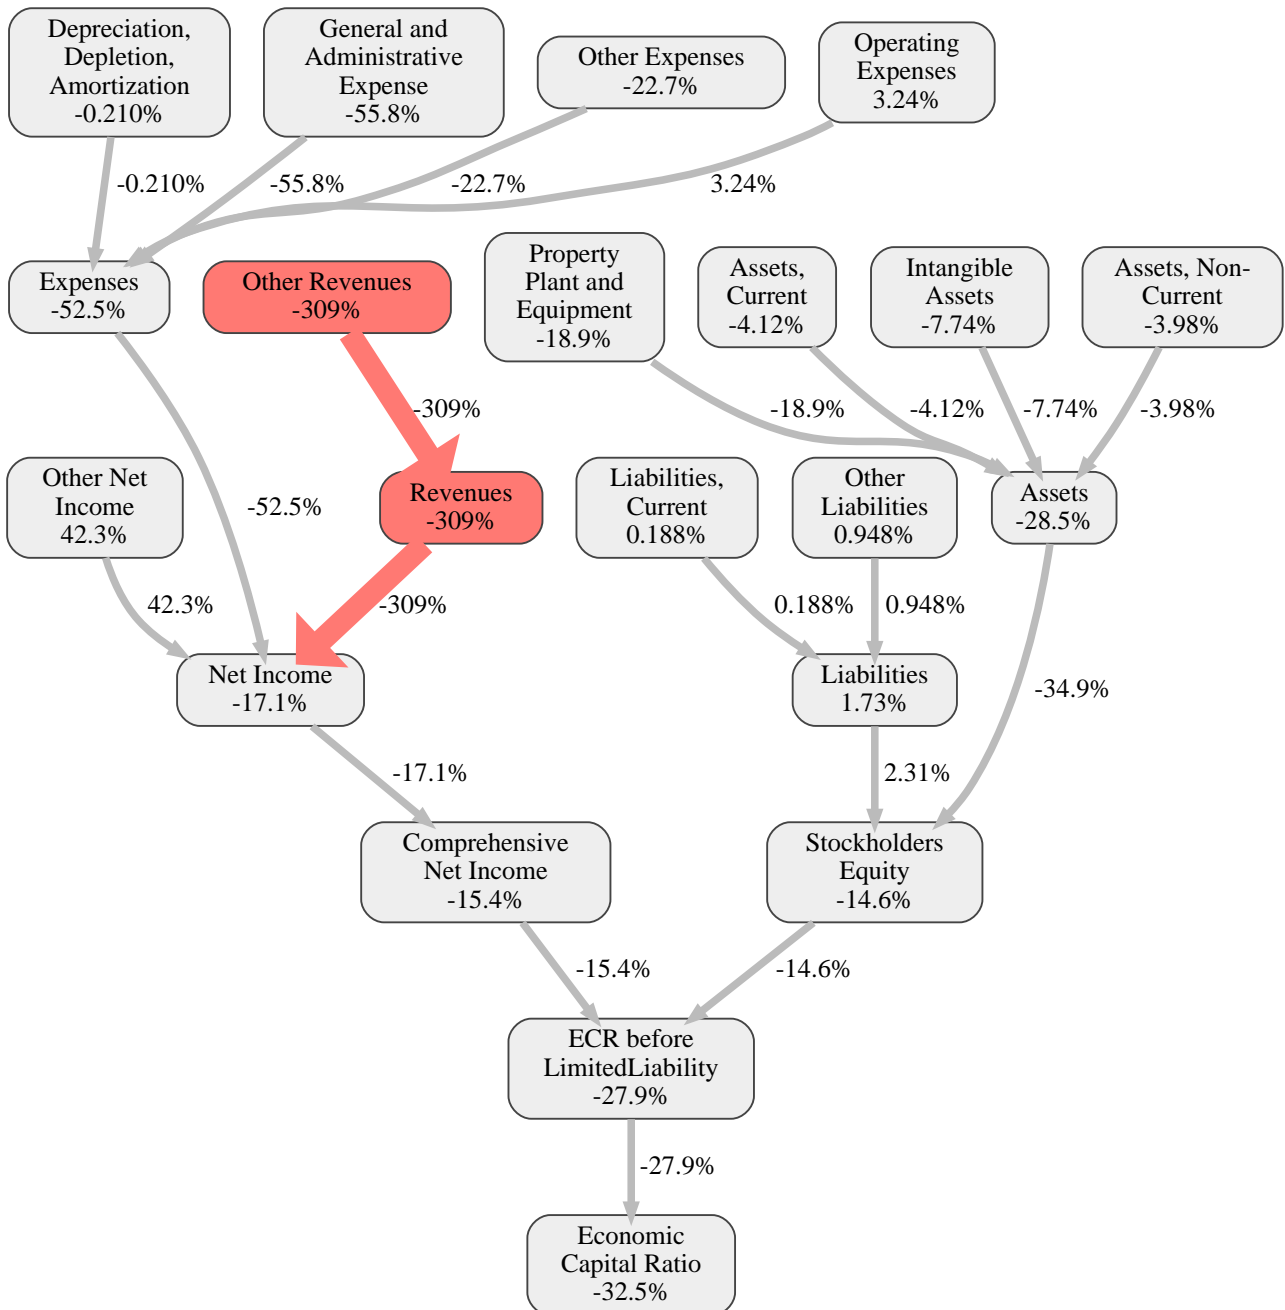 Depreciation,
Depletion,
Amortization
-0.210%
General and
Administrative
Expense
-55.8%
Other Expenses
-22.7%
Operating
Expenses
3.24%
-0.210%
-55.8%
-22.7%
3.24%
Expenses
-52.5%
Other Revenues
-309%
Property
Plant and
Equipment
-18.9%
Assets,
Current
-4.12%
Intangible
Assets
-7.74%
Assets, Non-
Current
-3.98%
-309%
-18.9%
-4.12%
-7.74%
-3.98%
Other Net
Income
42.3%
-52.5%
Revenues
-309%
Liabilities,
Current
0.188%
Other
Liabilities
0.948%
Assets
-28.5%
42.3%
-309%
0.188%
0.948%
-34.9%
Net Income
-17.1%
Liabilities
1.73%
-17.1%
2.31%
Comprehensive
Net Income
-15.4%
Stockholders
Equity
-14.6%
-15.4%
-14.6%
ECR before
LimitedLiability
-27.9%
-27.9%
Economic
Capital Ratio
-32.5%